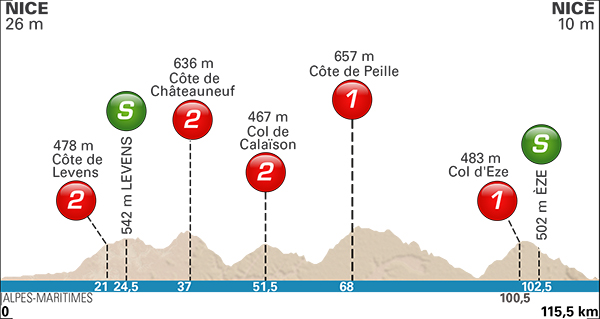 NICE
26 m
NICE
10 m
478 m
Côte de
Levens
2
S
542 m LEVENS
636 m
Côte de
Châteauneuf
2
467 m
Col de
Calaïson
2
657 m
Côte de Peille
1
483 m
Col d'Eze
1
S
502 m ÈZE
21 24,5 37 51,5 68 102,5
ALPES-MARITIMES
100,5
0
115,5 km